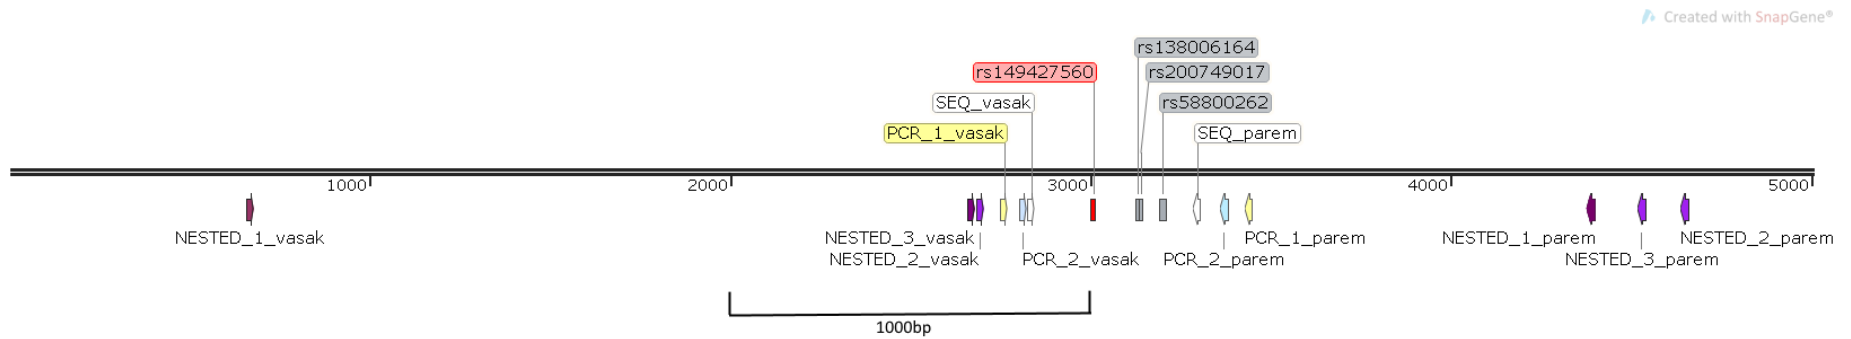 Created with SnapGene®
rs138006164
rs149427560
rs200749017
SEQ_vasak
rs58800262
PCR_1_vasak
SEQ_parem
1000
2000
3000
4000
5000
NESTED_1_vasak
NESTED_3_vasak
PCR_1_parem
NESTED_1_parem
NESTED_2_parem
NESTED_2_vasak
PCR_2_vasak
PCR_2_parem
NESTED_3_parem
1000bp